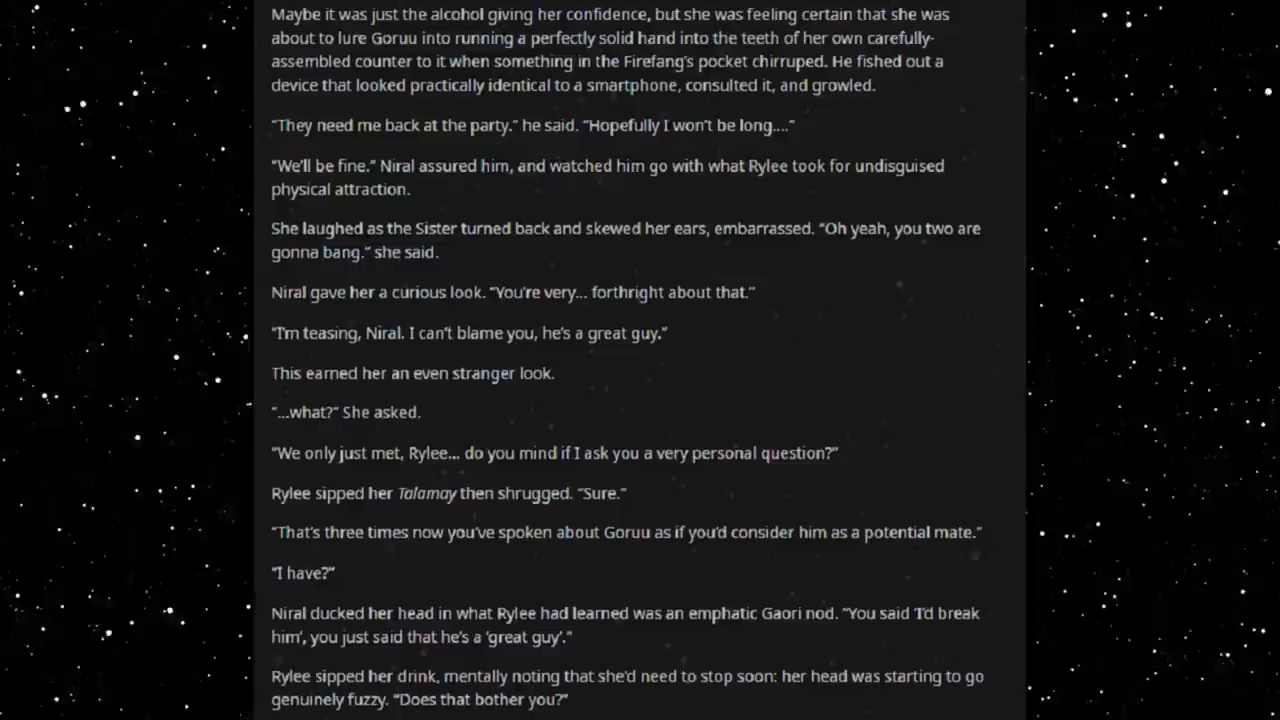 Maybe it was just the alcohol giving her confidence, but she was feeling certain that she was
about to lure Goruu into running a perfectly solid hand into the teeth of her own carefully-
assembled counter to it when something in the Firefang’s pocket chirruped. He fished out a
device that looked practically identical to a smartphone, consulted it, and growled.
“They need me back at the party.” he said. “Hopefully I won’t be long....”
“We’ll be fine.” Niral assured him, and watched him go with what Rylee took for undisguised
physical attraction.
She laughed as the Sister turned back and skewed her ears, embarrassed. “Oh yeah, you two are
gonna bang.” she said.
Niral gave her a curious look. “You’re very... forthright about that.”
“I’m teasing, Niral. I can’t blame you, he’s a great guy.”
This earned her an even stranger look.
“...what?” She asked.
“We only just met, Rylee... do you mind if I ask you a very personal question?”
Rylee sipped her Talamay then shrugged. “Sure.”
“That’s three times now you’ve spoken about Goruu as if you’d consider him as a potential mate.”
“I have?”
Niral ducked her head in what Rylee had learned was an emphatic Gaori nod. “You said ‘I’d break
him’, you just said that he’s a ‘great guy’.”
Rylee sipped her drink, mentally noting that she’d need to stop soon: her head was starting to go
genuinely fuzzy. “Does that bother you?”